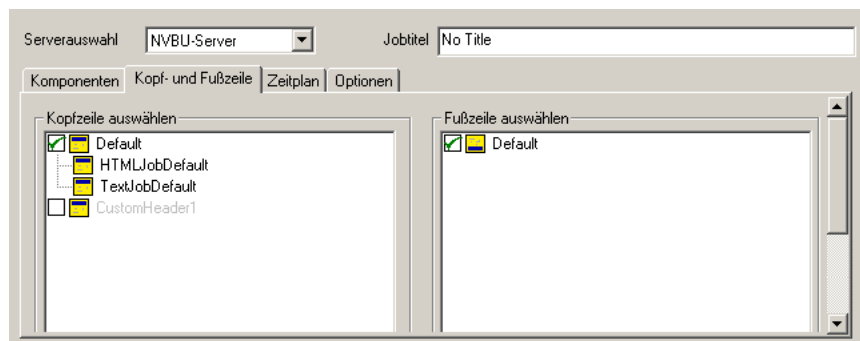 Serverauswahl NVBU-Server Jobtitel No Title
Komponenten Kopf- und Fußzeile Zeitplan Optionen
Kopfzeile auswählen Fußzeile auswählen
Default Default
HTMLJobDefault
TextJobDefault
CustomHeader1